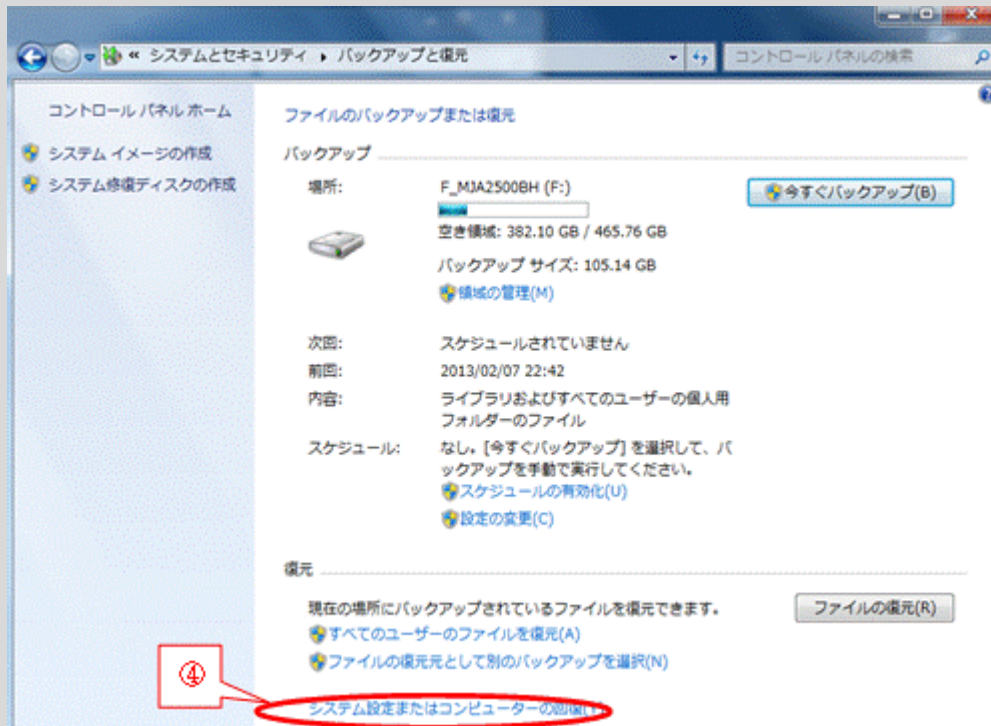 « システムとセキュリティ ▸ バックアップと復元
コントロール パネルの検索
コントロール パネル ホーム
システム イメージの作成
システム修復ディスクの作成
ファイルのバックアップまたは復元
バックアップ
場所: F_MJA2500BH (F:)
今すぐバックアップ(B)
空き領域: 382.10 GB / 465.76 GB
バックアップ サイズ: 105.14 GB
領域の管理(M)
次回: スケジュールされていません
前回: 2013/02/07 22:42
内容: ライブラリおよびすべてのユーザーの個人用
フォルダーのファイル
スケジュール: なし。[今すぐバックアップ] を選択して、バ
ックアップを手動で実行してください。
スケジュールの有効化(U)
設定の変更(C)
復元
現在の場所にバックアップされているファイルを復元できます。
ファイルの復元(R)
すべてのユーザーのファイルを復元(A)
ファイルの復元元として別のバックアップを選択(N)
④
システム設定またはコンピューターの回復(Y)